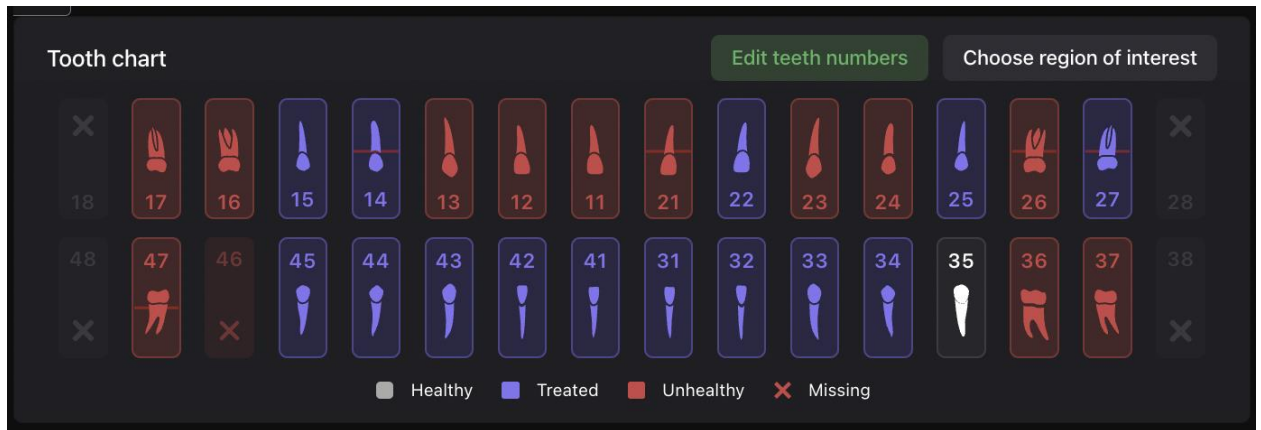 Tooth chart Edit teeth numbers Choose region of interest
18 17 16 15 14 13 12 11 21 22 23 24 25 26 27 28
48 47 46 45 44 43 42 41 31 32 33 34 35 36 37 38
Healthy Treated Unhealthy Missing